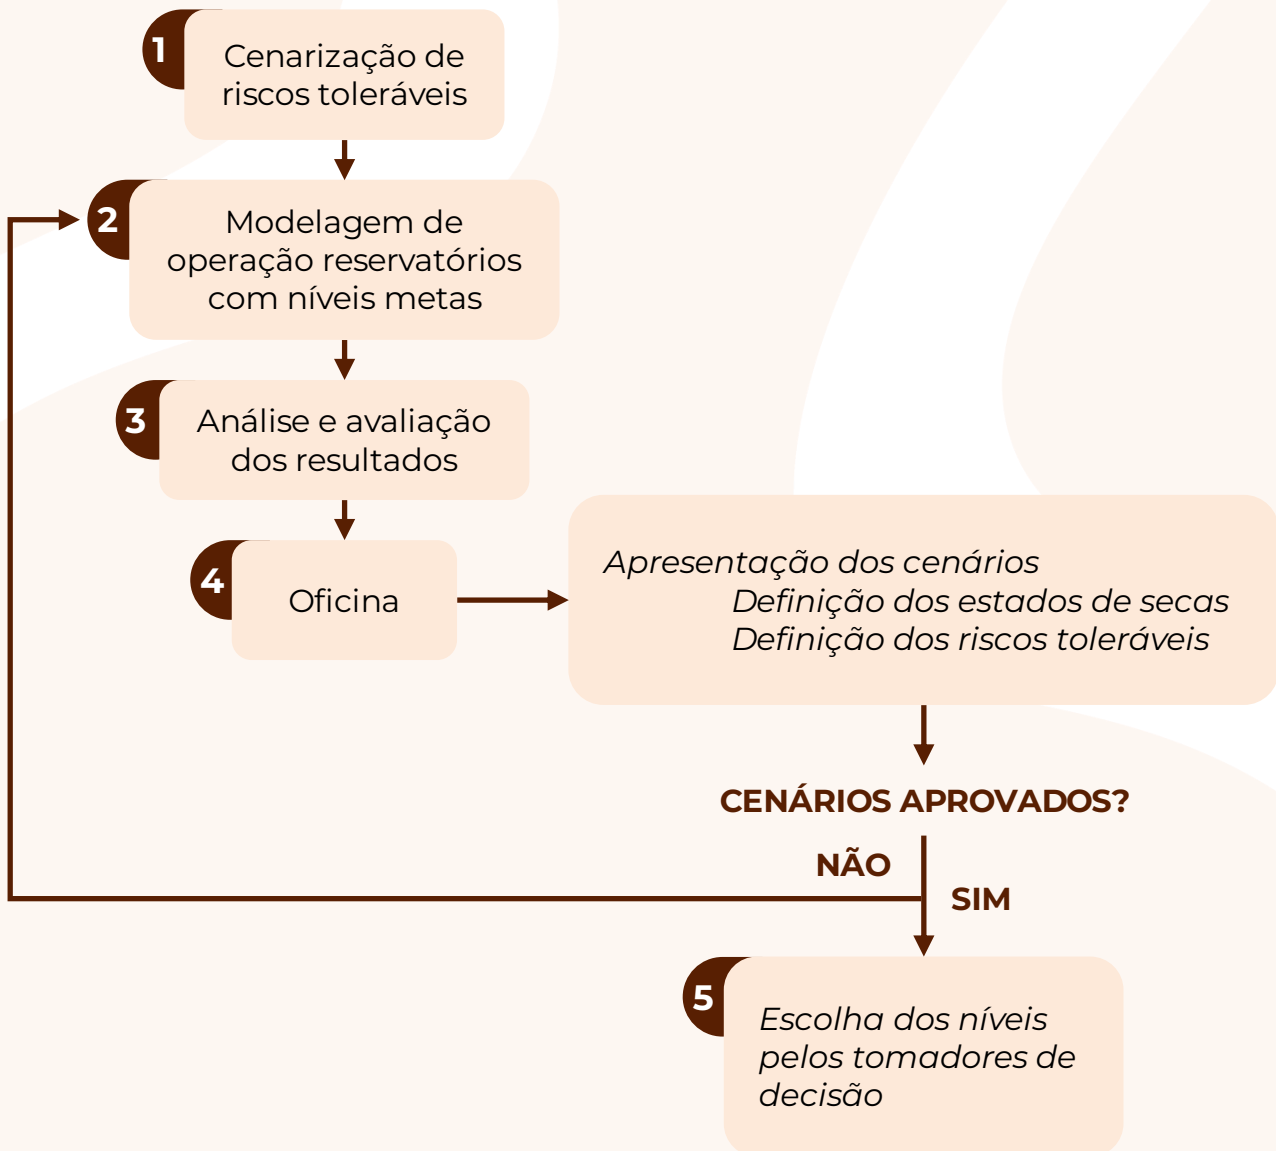 1
Cenarização de
riscos toleráveis
2
Modelagem de
operação reservatórios
com níveis metas
3
Análise e avaliação
dos resultados
4
Oficina
Apresentação dos cenários
Definição dos estados de secas
Definição dos riscos toleráveis
CENÁRIOS APROVADOS?
NÃO
SIM
5
Escolha dos níveis
pelos tomadores de
decisão